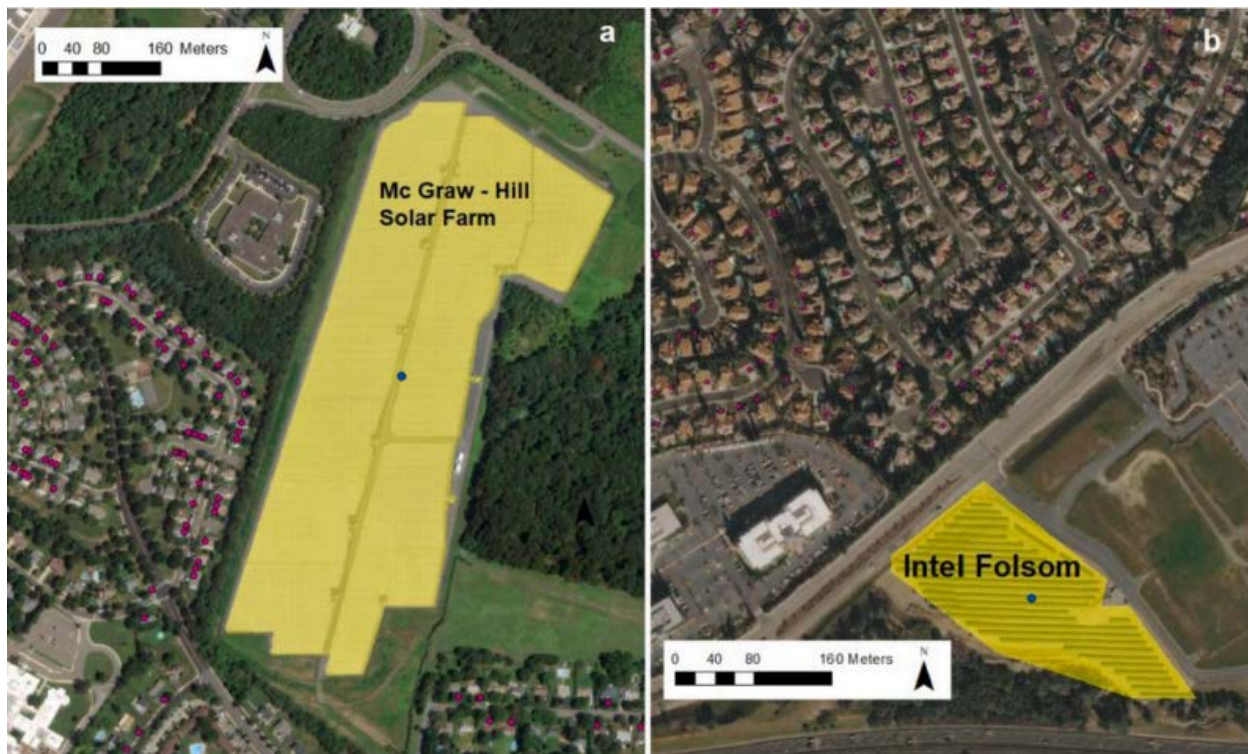 a
0 40 80 160 Meters
N
Mc Graw - Hill
Solar Farm
b
Intel Folsom
0 40 80 160 Meters
N